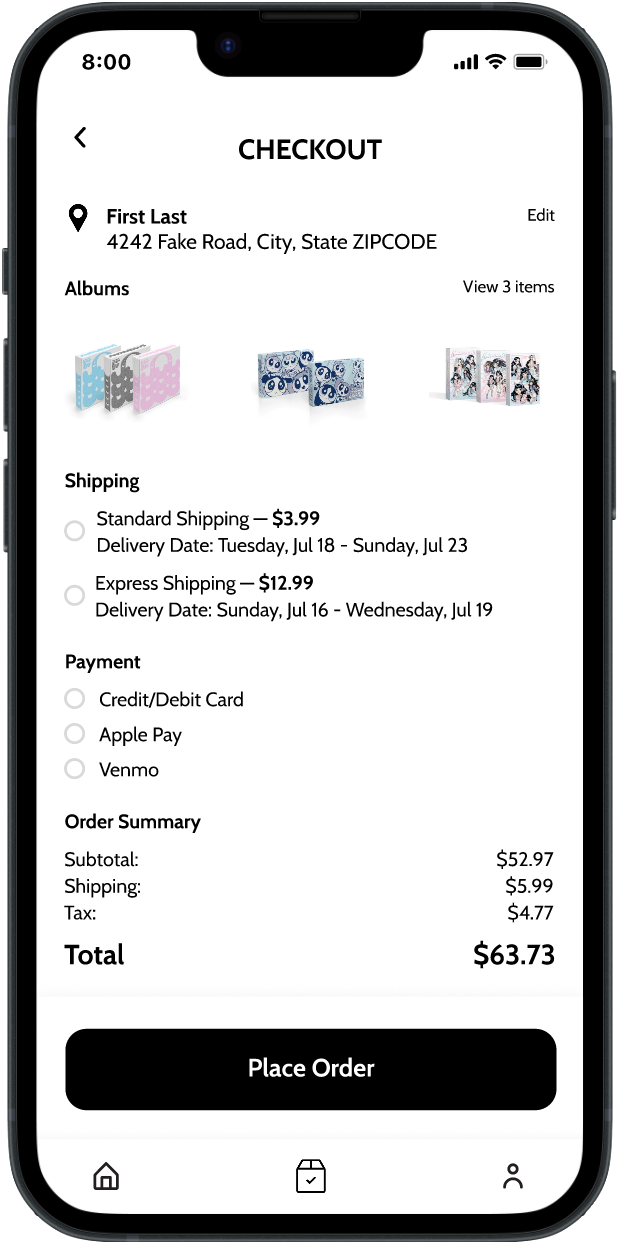 8:00
CHECKOUT
First Last
Edit
4242 Fake Road, City, State ZIPCODE
Albums
View 3 items
Shipping
Standard Shipping — $3.99
Delivery Date: Tuesday, Jul 18 - Sunday, Jul 23
Express Shipping — $12.99
Delivery Date: Sunday, Jul 16 - Wednesday, Jul 19
Payment
Credit/Debit Card
Apple Pay
Venmo
Order Summary
Subtotal: $52.97
Shipping: $5.99
Tax: $4.77
Total $63.73
Place Order